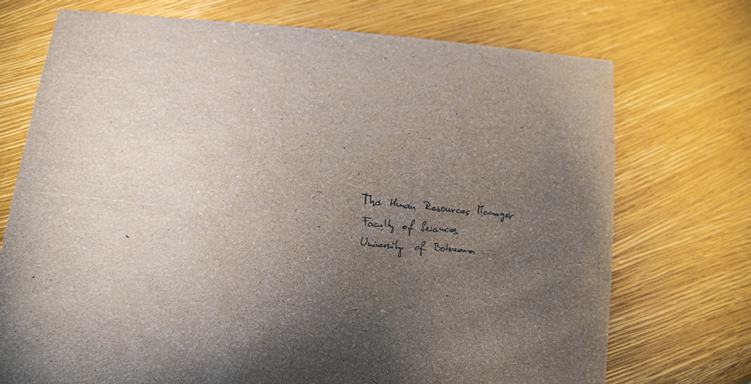 The Human Resources Manager
Faculty of Sciences
University of Botswana